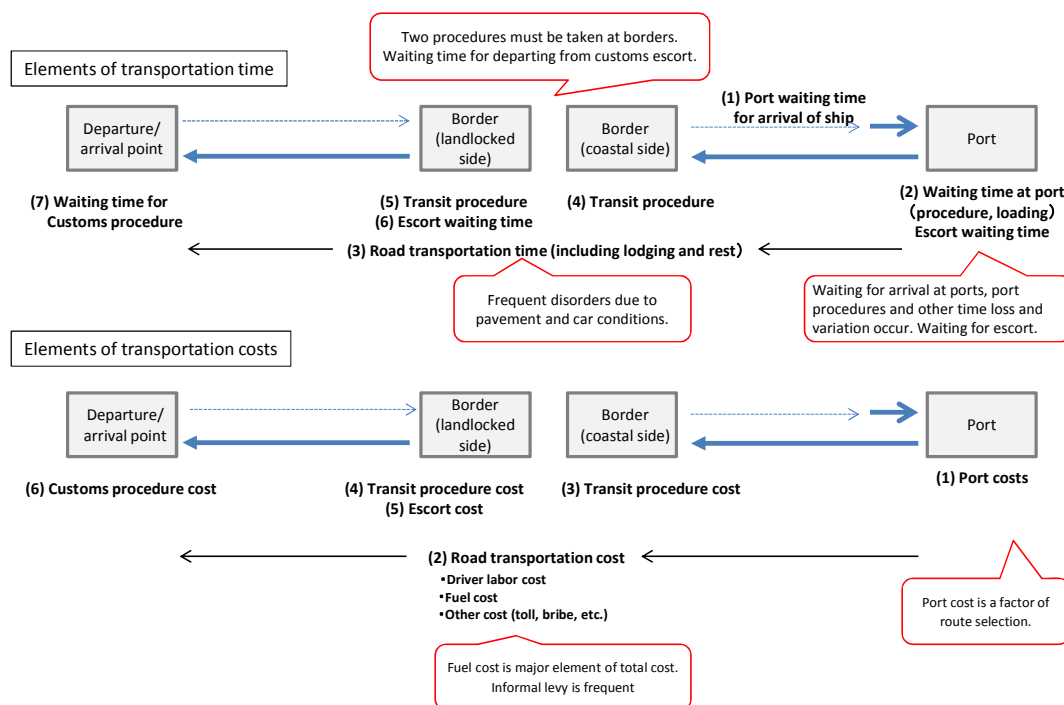 Two procedures must be taken at borders.
Waiting time for departing from customs escort.
Elements of transportation time
(1) Port waiting time
for arrival of ship
Departure/
arrival point
Border
(landlocked
side)
Border
(coastal side)
Port
(7) Waiting time for
Customs procedure
(5) Transit procedure
(6) Escort waiting time
(4) Transit procedure
(2) Waiting time at port
(procedure, loading)
Escort waiting time
(3) Road transportation time (including lodging and rest)
Frequent disorders due to
pavement and car conditions.
Waiting for arrival at ports, port
procedures and other time loss and
variation occur. Waiting for escort.
Elements of transportation costs
Departure/
arrival point
Border
(landlocked
side)
Border
(coastal side)
Port
(6) Customs procedure cost
(4) Transit procedure cost
(5) Escort cost
(3) Transit procedure cost
(1) Port costs
(2) Road transportation cost
・Driver labor cost
・Fuel cost
・Other cost (toll, bribe, etc.)
Port cost is a factor of
route selection.
Fuel cost is major element of total cost.
Informal levy is frequent